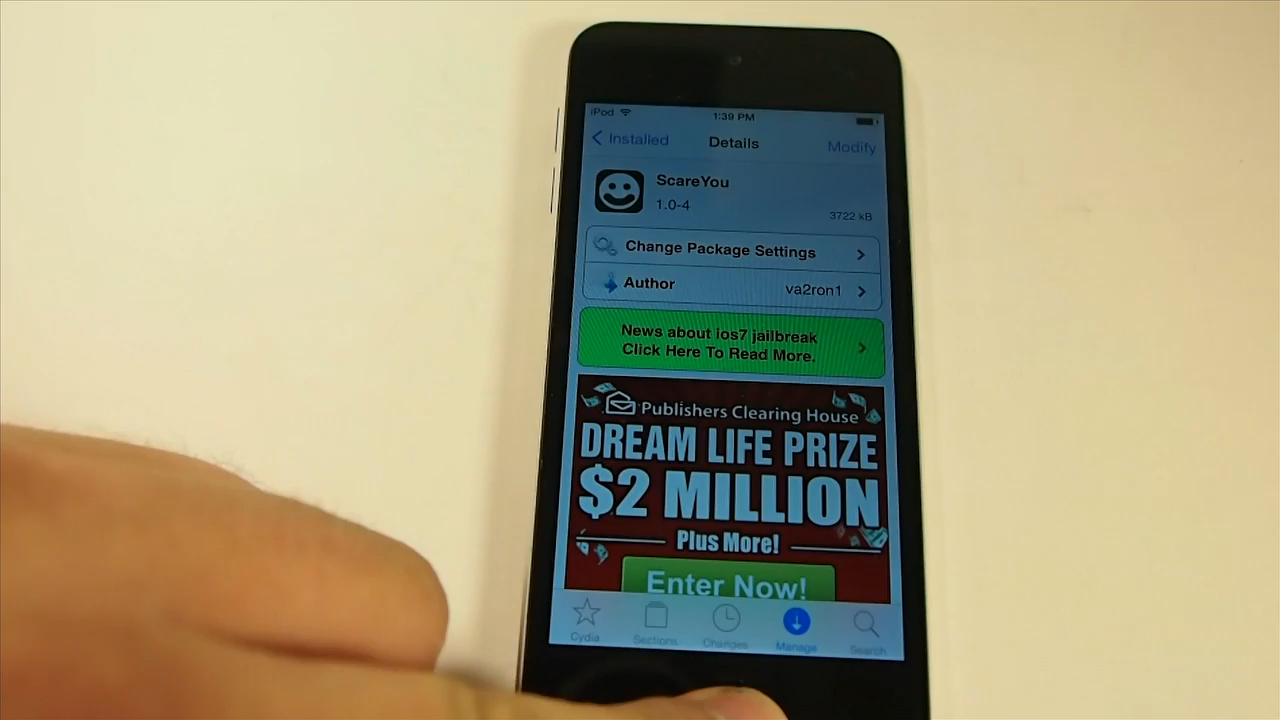 iPod 1:39 PM
Installed Details Modify
ScareYou
1.0-4
3722 kB
Change Package Settings
Author va2ron1
News about ios7 jailbreak
Click Here To Read More.
Publishers Clearing House
DREAM LIFE PRIZE
$2 MILLION
Plus More!
Enter Now!
Cydia Sections Changes Manage Search